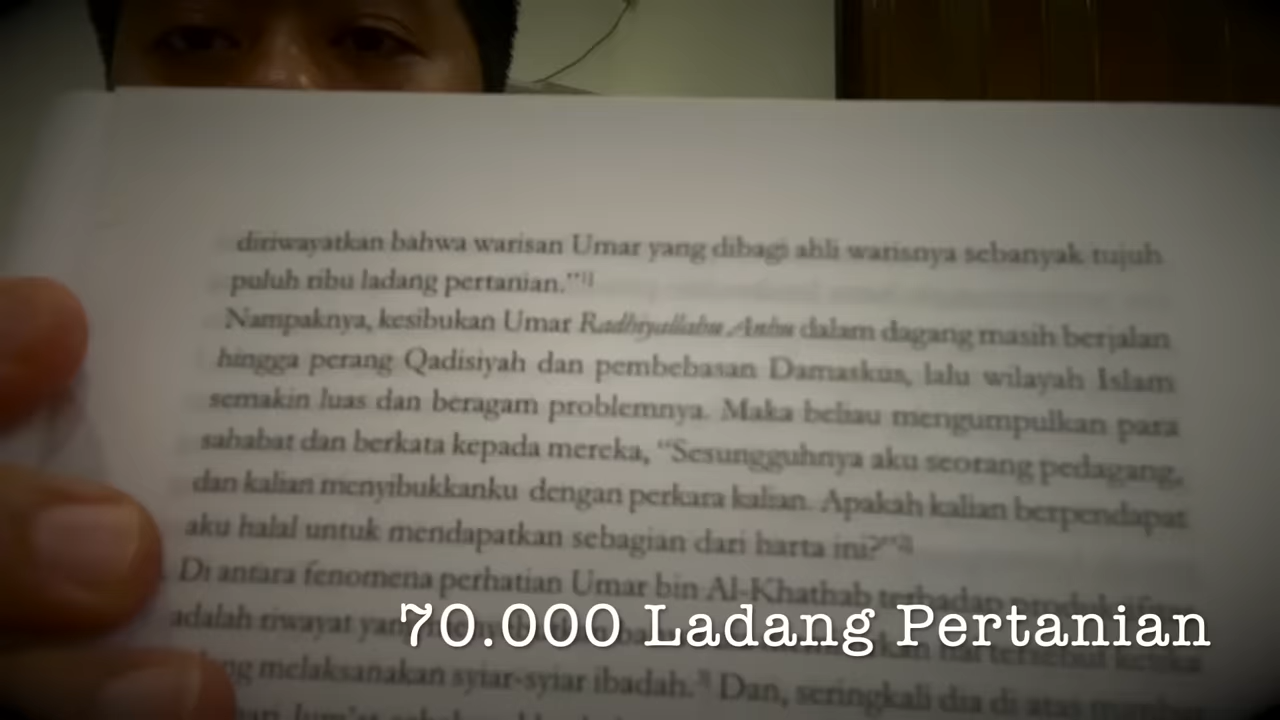 diriwayatkan bahwa warisan Umar yang dibagi ahli warisnya sebanyak tujuh
puluh ribu ladang pertanian."¹⁾
Nampaknya, kesibukan Umar Radhiyallahu Anhu dalam dagang masih berjalan
hingga perang Qadisiyah dan pembebasan Damaskus, lalu wilayah Islam
semakin luas dan beragam problemnya. Maka beliau mengumpulkan para
sahabat dan berkata kepada mereka, "Sesungguhnya aku seorang pedagang,
dan kalian menyibukkanku dengan perkara kalian. Apakah kalian berpendapat
aku halal untuk mendapatkan sebagian dari harta ini?"²⁾
Di antara fenomena perhatian Umar bin Al-Khathab terhadap
adalah riwayat
melaksanakan syiar-syiar ibadah.³⁾ Dan, seringkali dia di atas
70.000 Ladang Pertanian